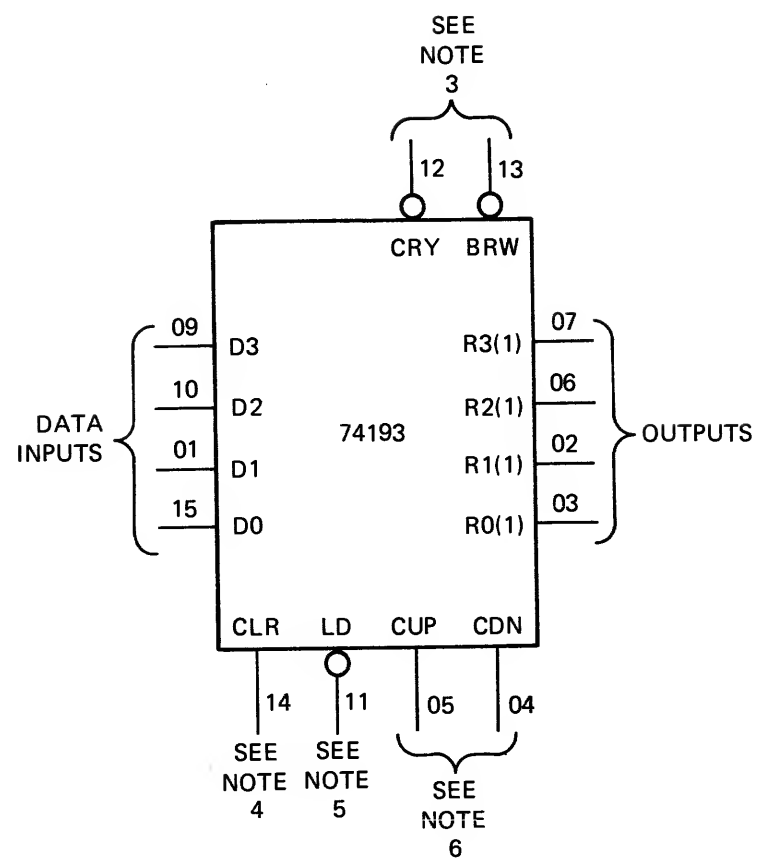 SEE
NOTE
3
12 13
CRY BRW
09 D3 R3(1) 07
10 D2 R2(1) 06
DATA
INPUTS
74193
OUTPUTS
01 D1 R1(1) 02
15 D0 R0(1) 03
CLR LD CUP CDN
14 11 05 04
SEE
NOTE
4
SEE
NOTE
5
SEE
NOTE
6